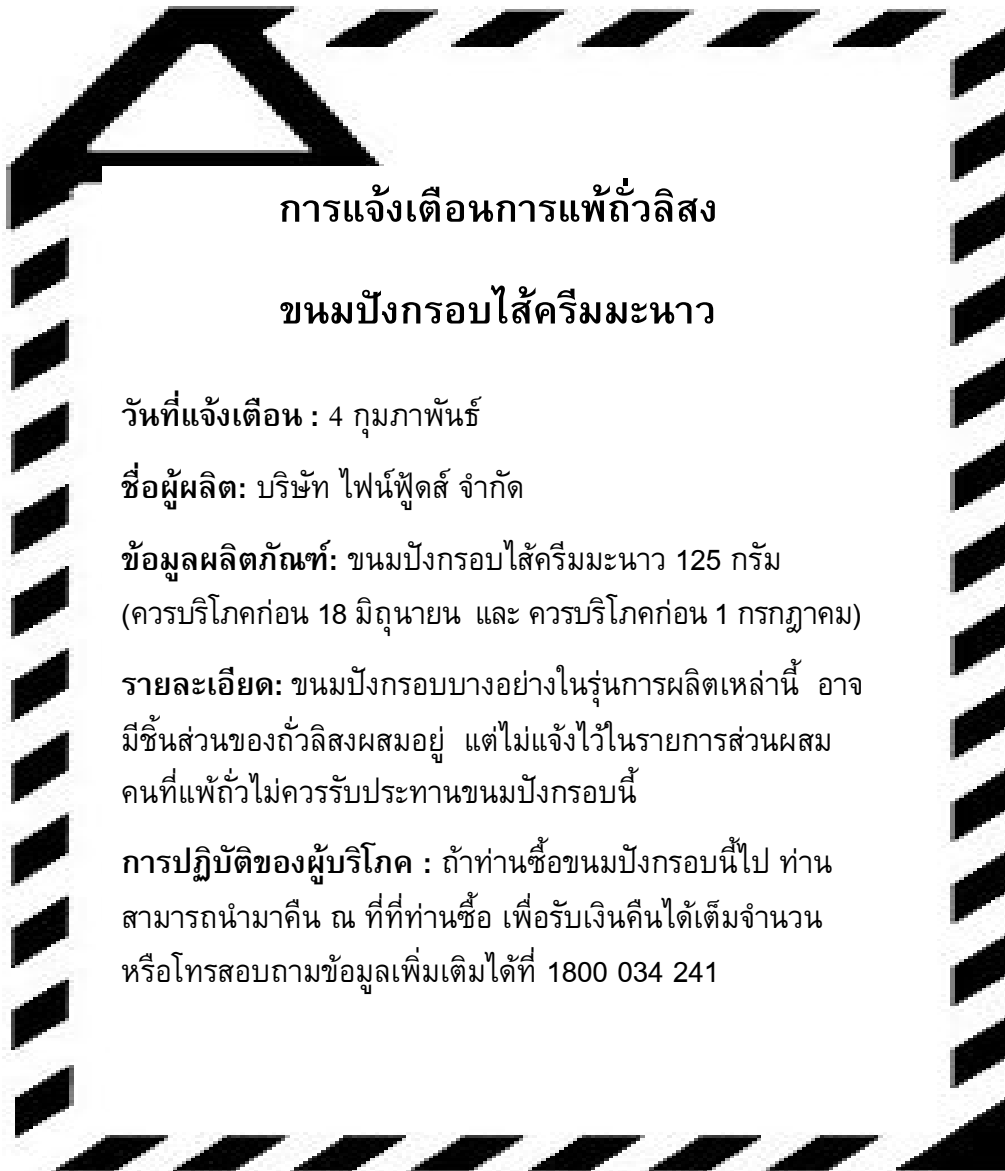 การแจ้งเตือนการแพ้ถั่วลิสง
ขนมปังกรอบไส้ครีมมะนาว
วันที่แจ้งเตือน : 4 กุมภาพันธ์
ชื่อผู้ผลิต: บริษัท ไฟน์ฟู้ดส์ จำกัด
ข้อมูลผลิตภัณฑ์: ขนมปังกรอบไส้ครีมมะนาว 125 กรัม
(ควรบริโภคก่อน 18 มิถุนายน และ ควรบริโภคก่อน 1 กรกฎาคม)
รายละเอียด: ขนมปังกรอบบางอย่างในรุ่นการผลิตเหล่านี้ อาจ
มีชิ้นส่วนของถั่วลิสงผสมอยู่ แต่ไม่แจ้งไว้ในรายการส่วนผสม
คนที่แพ้ถั่วไม่ควรรับประทานขนมปังกรอบนี้
การปฏิบัติของผู้บริโภค : ถ้าท่านซื้อขนมปังกรอบนี้ไป ท่าน
สามารถนำมาคืน ณ ที่ที่ท่านซื้อ เพื่อรับเงินคืนได้เต็มจำนวน
หรือโทรสอบถามข้อมูลเพิ่มเติมได้ที่ 1800 034 241